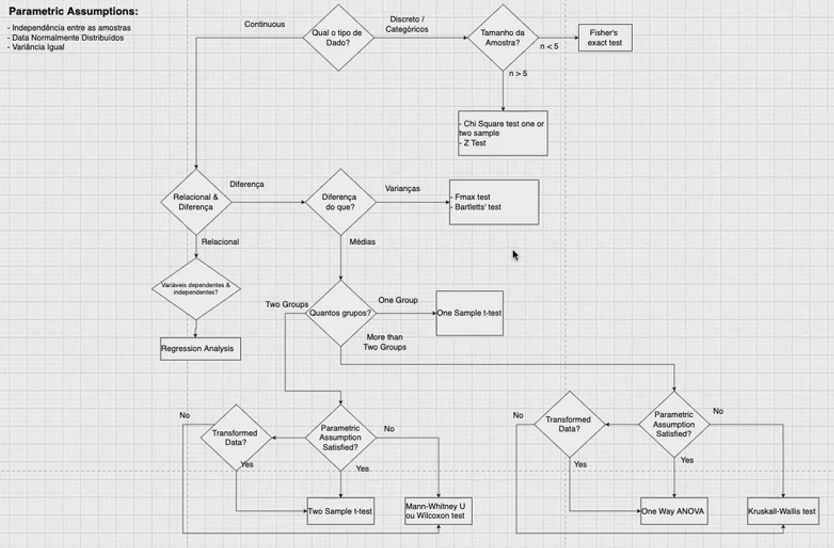 Parametric Assumptions:
- Independência entre as amostras
- Data Normalmente Distribuídos
- Variância Igual
Continuous
Qual o tipo de
Dado?
Discreto /
Categóricos
Tamanho da
Amostra?
n < 5
Fisher's
exact test
n > 5
- Chi Square test one or
two sample
- Z Test
Relacional &
Diferença
Diferença
Diferença
do que?
Varianças
- Fmax test
- Bartletts' test
Relacional
Médias
Variáveis dependentes &
independentes?
Regression Analysis
Two Groups
Quantos grupos?
One Group
One Sample t-test
More than
Two Groups
No
Transformed
Data?
Yes
Parametric
Assumption
Satisfied?
No
Yes
Two Sample t-test
Mann-Whitney U
ou Wilcoxon test
No
Transformed
Data?
Yes
Parametric
Assumption
Satisfied?
No
Yes
One Way ANOVA
Kruskall-Wallis test